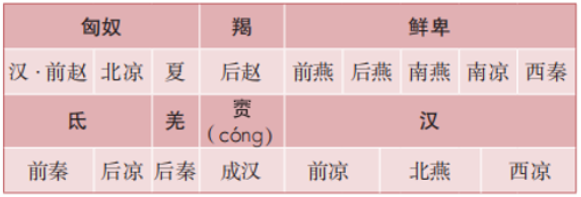 匈奴 羯 鲜卑
汉·前赵 北凉 夏 后赵 前燕 后燕 南燕 南凉 西秦
氐 羌 賨 汉
(cóng)
前秦 后凉 后秦 成汉 前凉 北燕 西凉